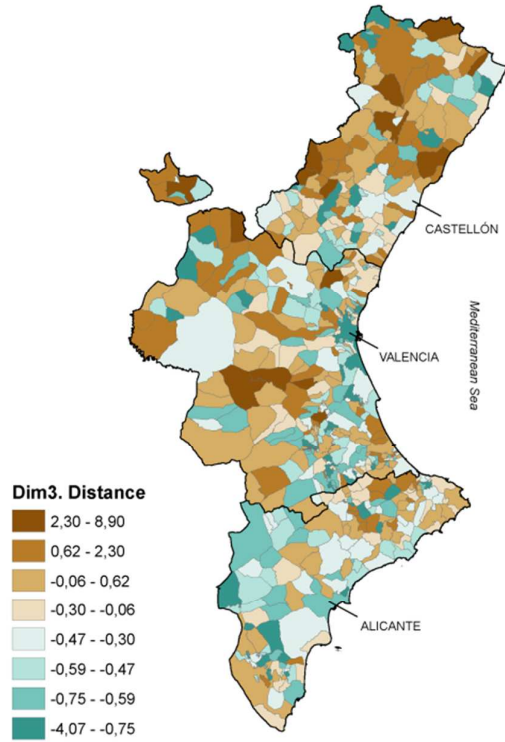 CASTELLÓN
Mediterranean Sea
VALENCIA
Dim3. Distance
2,30 - 8,90
0,62 - 2,30
-0,06 - 0,62
-0,30 - -0,06
-0,47 - -0,30
-0,59 - -0,47
-0,75 - -0,59
-4,07 - -0,75
ALICANTE